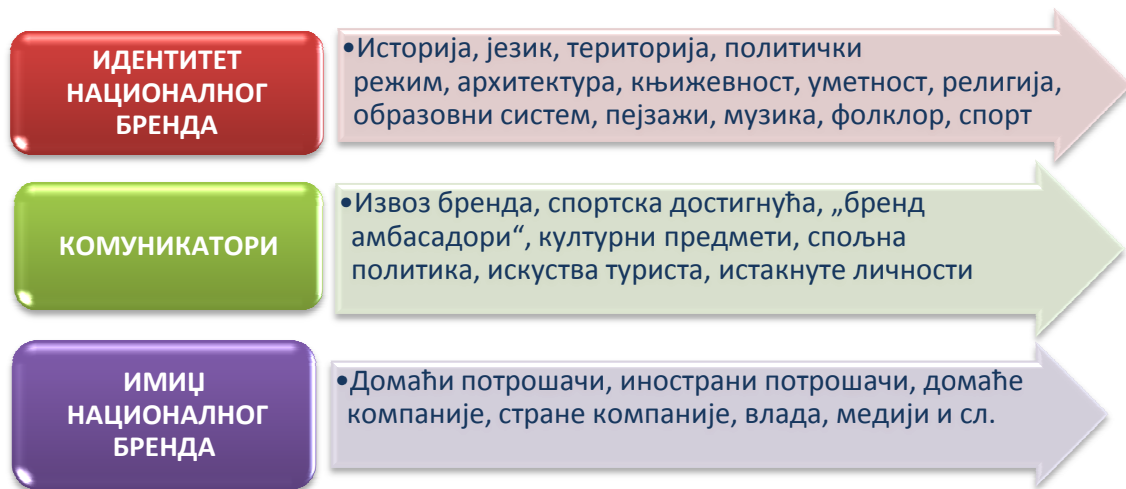 ИДЕНТИТЕТ
НАЦИОНАЛНОГ
БРЕНДА
•Историја, језик, територија, политички
режим, архитектура, књижевност, уметност, религија,
образовни систем, пејзажи, музика, фолклор, спорт
КОМУНИКАТОРИ
•Извоз бренда, спортска достигнућа, „бренд
амбасадори“, културни предмети, спољна
политика, искуства туриста, истакнуте личности
ИМИЏ
НАЦИОНАЛНОГ
БРЕНДА
•Домаћи потрошачи, инострани потрошачи, домаће
компаније, стране компаније, влада, медији и сл.